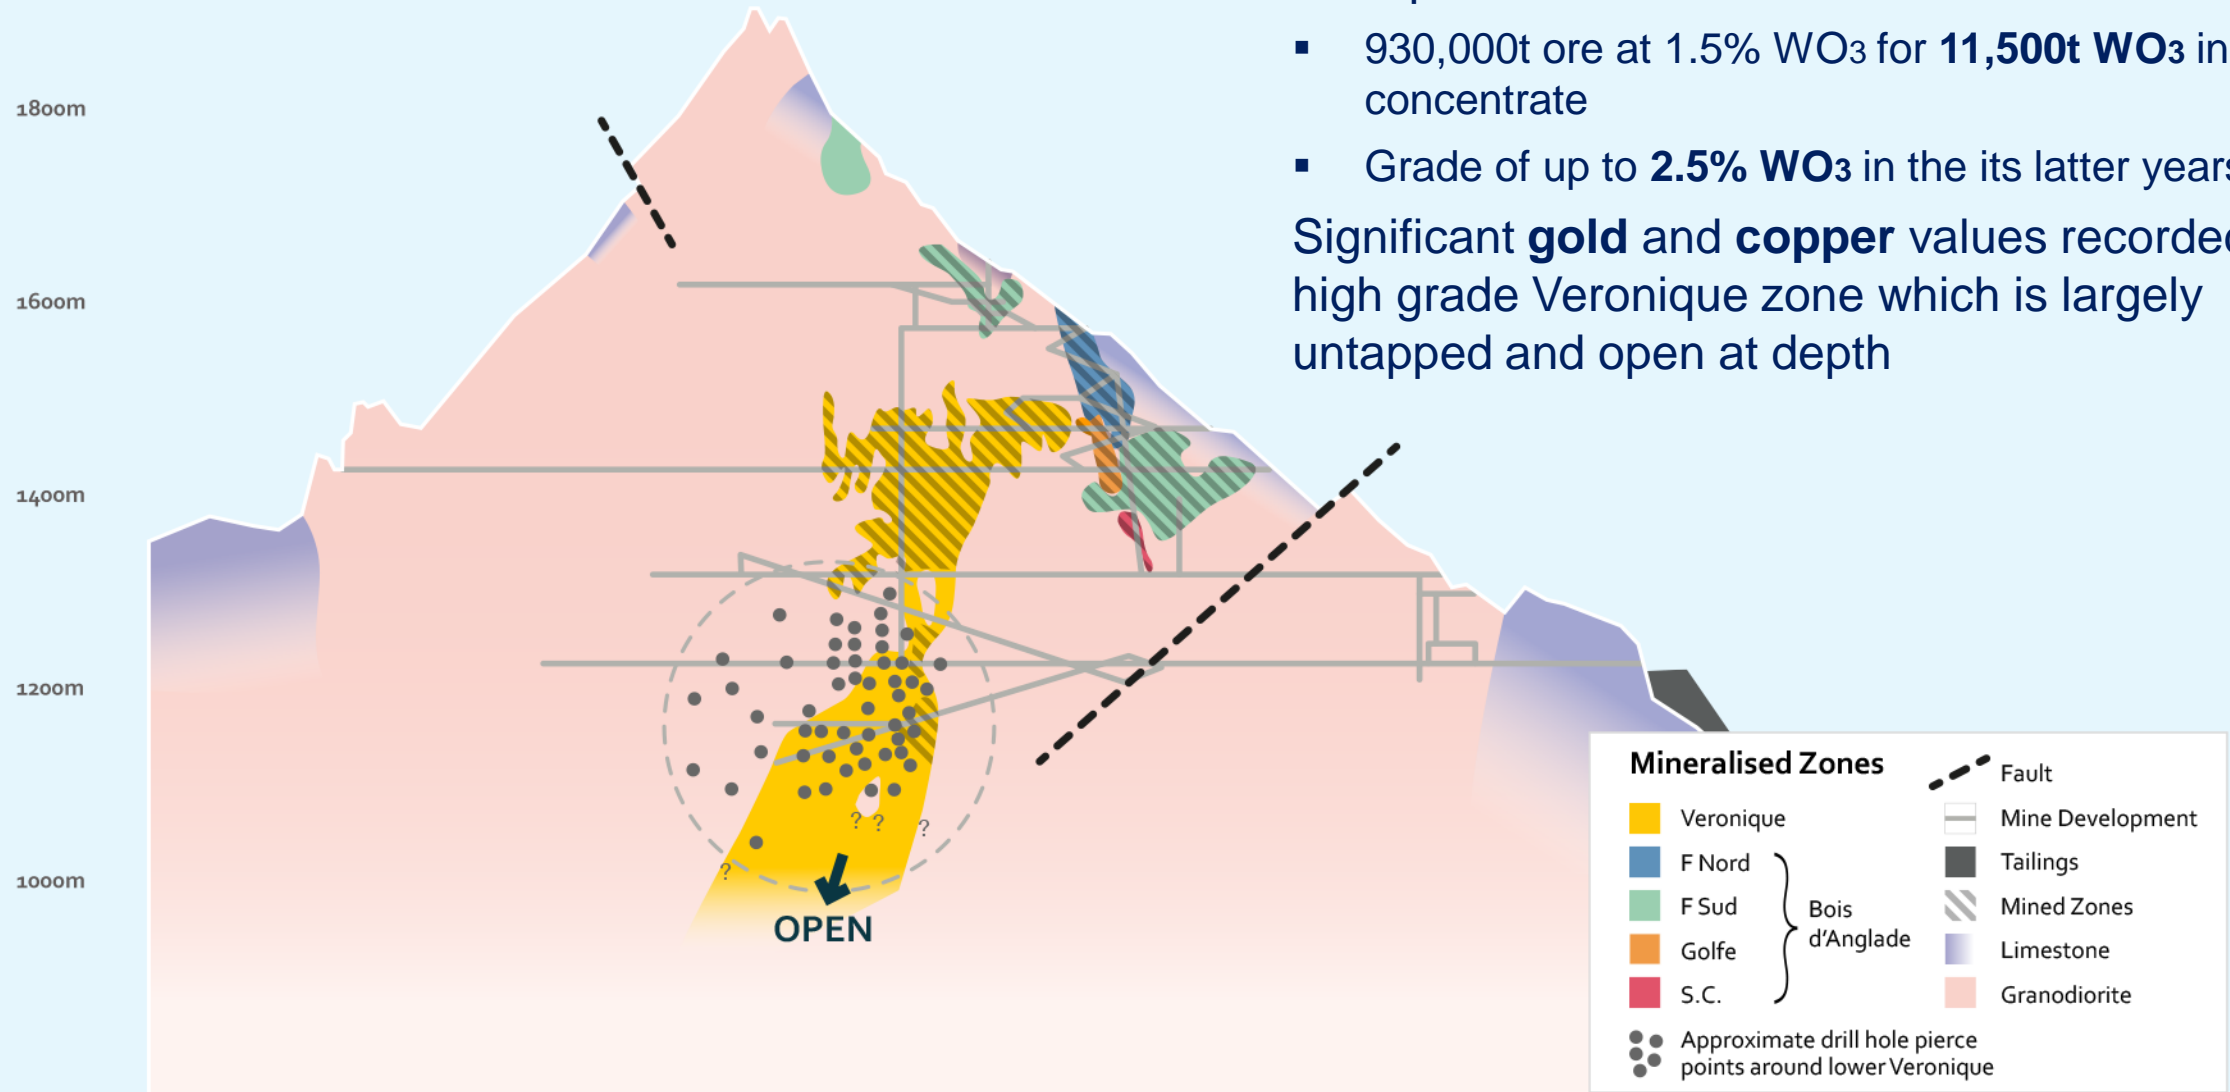 ▪ 930,000t ore at 1.5% WO3 for 11,500t WO3 in
concentrate
▪ Grade of up to 2.5% WO3 in the its latter years
Significant gold and copper values recorded
high grade Veronique zone which is largely
untapped and open at depth
1800m
1600m
1400m
1200m
1000m
? ? ?
?
OPEN
Mineralised Zones
Veronique
F Nord
F Sud
Golfe
S.C.
Bois
d'Anglade
Approximate drill hole pierce
points around lower Veronique
Fault
Mine Development
Tailings
Mined Zones
Limestone
Granodiorite